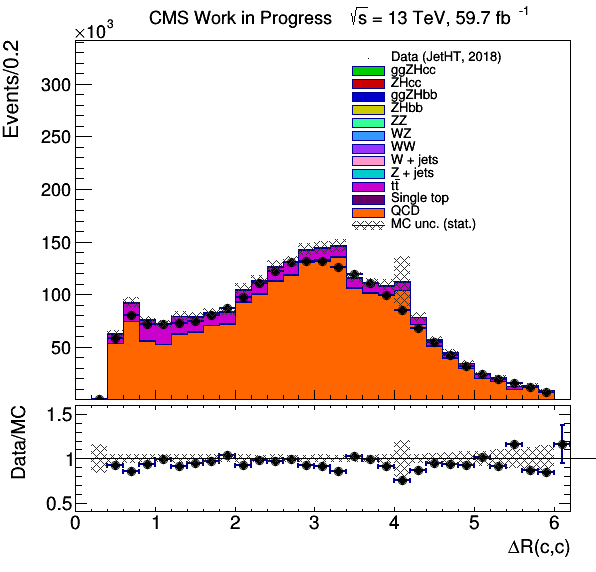 CMS Work in Progress √s = 13 TeV, 59.7 fb⁻¹
×10³
Events/0.2
Data (JetHT, 2018)
ggZHcc
ZHcc
ggZHbb
ZHbb
ZZ
WZ
WW
W + jets
Z + jets
tt̄
Single top
QCD
MC unc. (stat.)
300
250
200
150
100
50
Data/MC
1.5
1
0.5
0 1 2 3 4 5 6
ΔR(c,c)